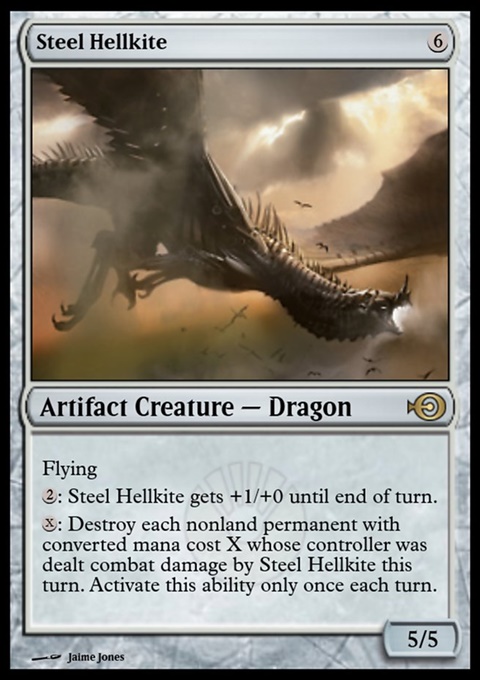 Steel Hellkite 6
Artifact Creature — Dragon
Flying
2: Steel Hellkite gets +1/+0 until end of turn.
X: Destroy each nonland permanent with
converted mana cost X whose controller was
dealt combat damage by Steel Hellkite this
turn. Activate this ability only once each turn.
5/5
Jaime Jones